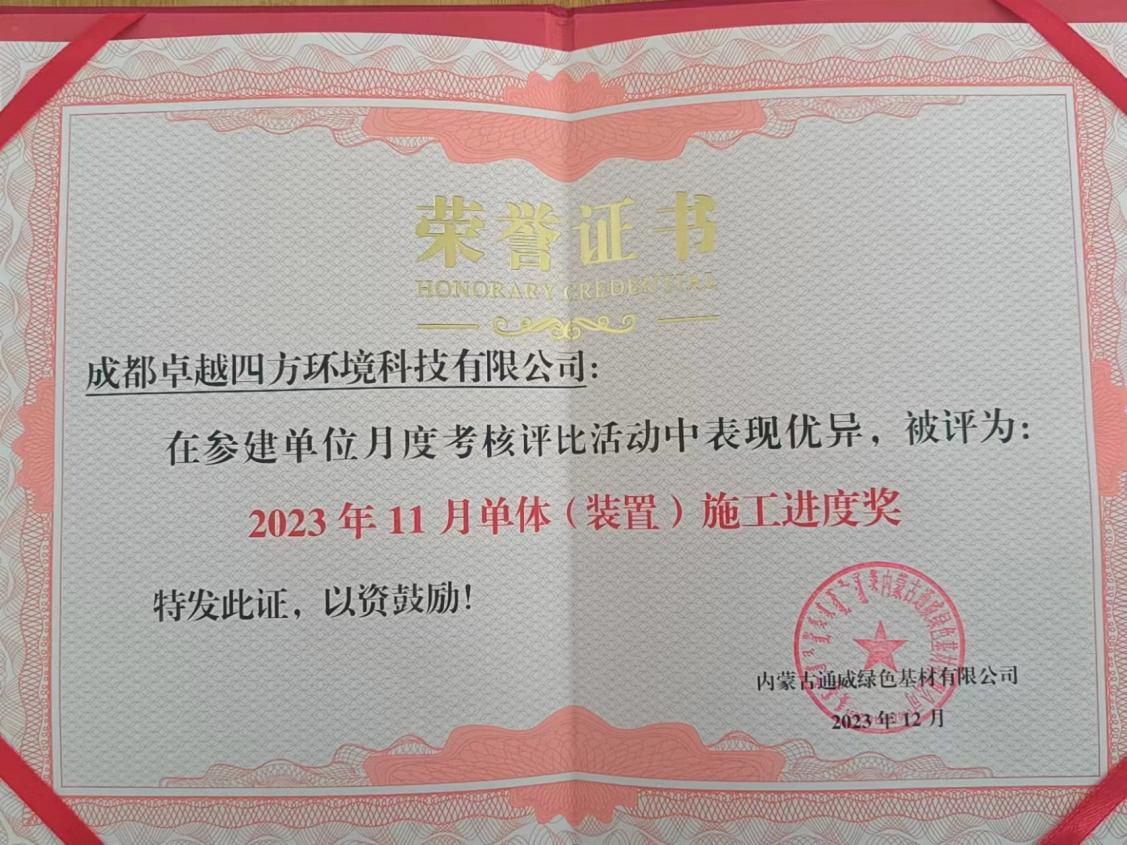 荣誉证书
HONORARY CREDENTIAL
成都卓越四方环境科技有限公司:
在参建单位月度考核评比活动中表现优异，被评为:
2023年11月单体（装置）施工进度奖
特发此证，以资鼓励!
内蒙古通威绿色基材有限公司
2023年12月